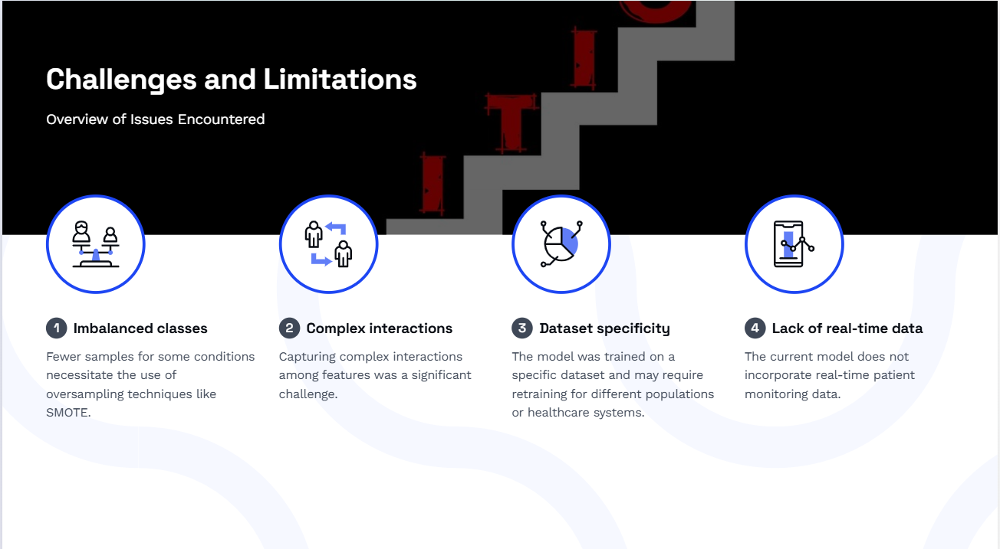 Challenges and Limitations
Overview of Issues Encountered
I
T
I
1 Imbalanced classes
Fewer samples for some conditions
necessitate the use of
oversampling techniques like
SMOTE.
2 Complex interactions
Capturing complex interactions
among features was a significant
challenge.
3 Dataset specificity
The model was trained on a
specific dataset and may require
retraining for different populations
or healthcare systems.
4 Lack of real-time data
The current model does not
incorporate real-time patient
monitoring data.